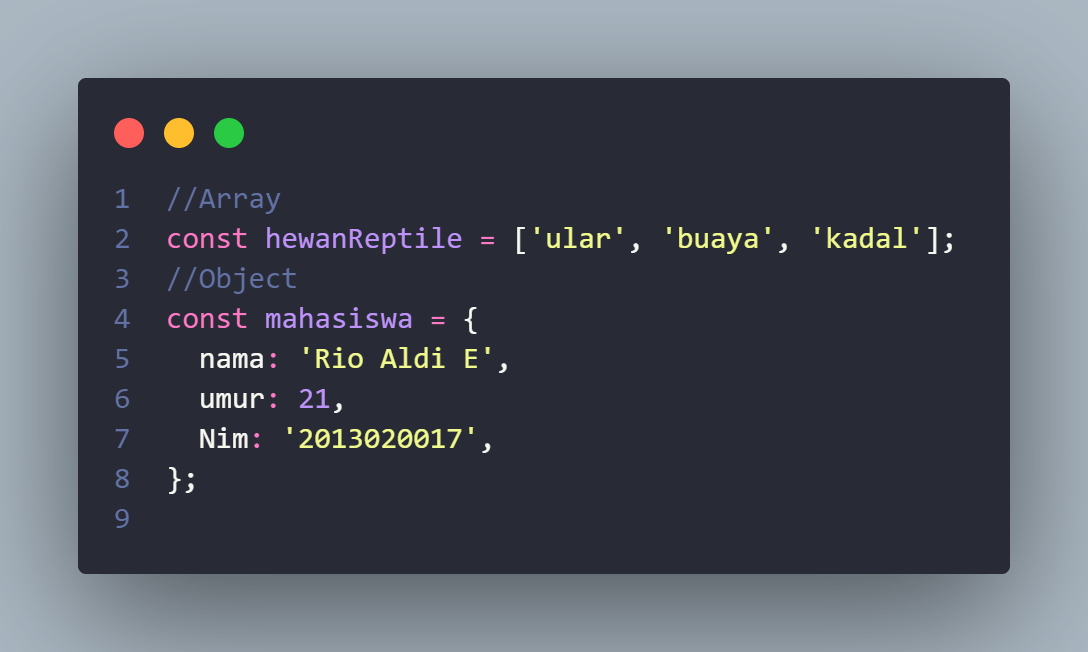 1 //Array
2 const hewanReptile = ['ular', 'buaya', 'kadal'];
3 //Object
4 const mahasiswa = {
5   nama: 'Rio Aldi E',
6   umur: 21,
7   Nim: '2013020017',
8 };
9